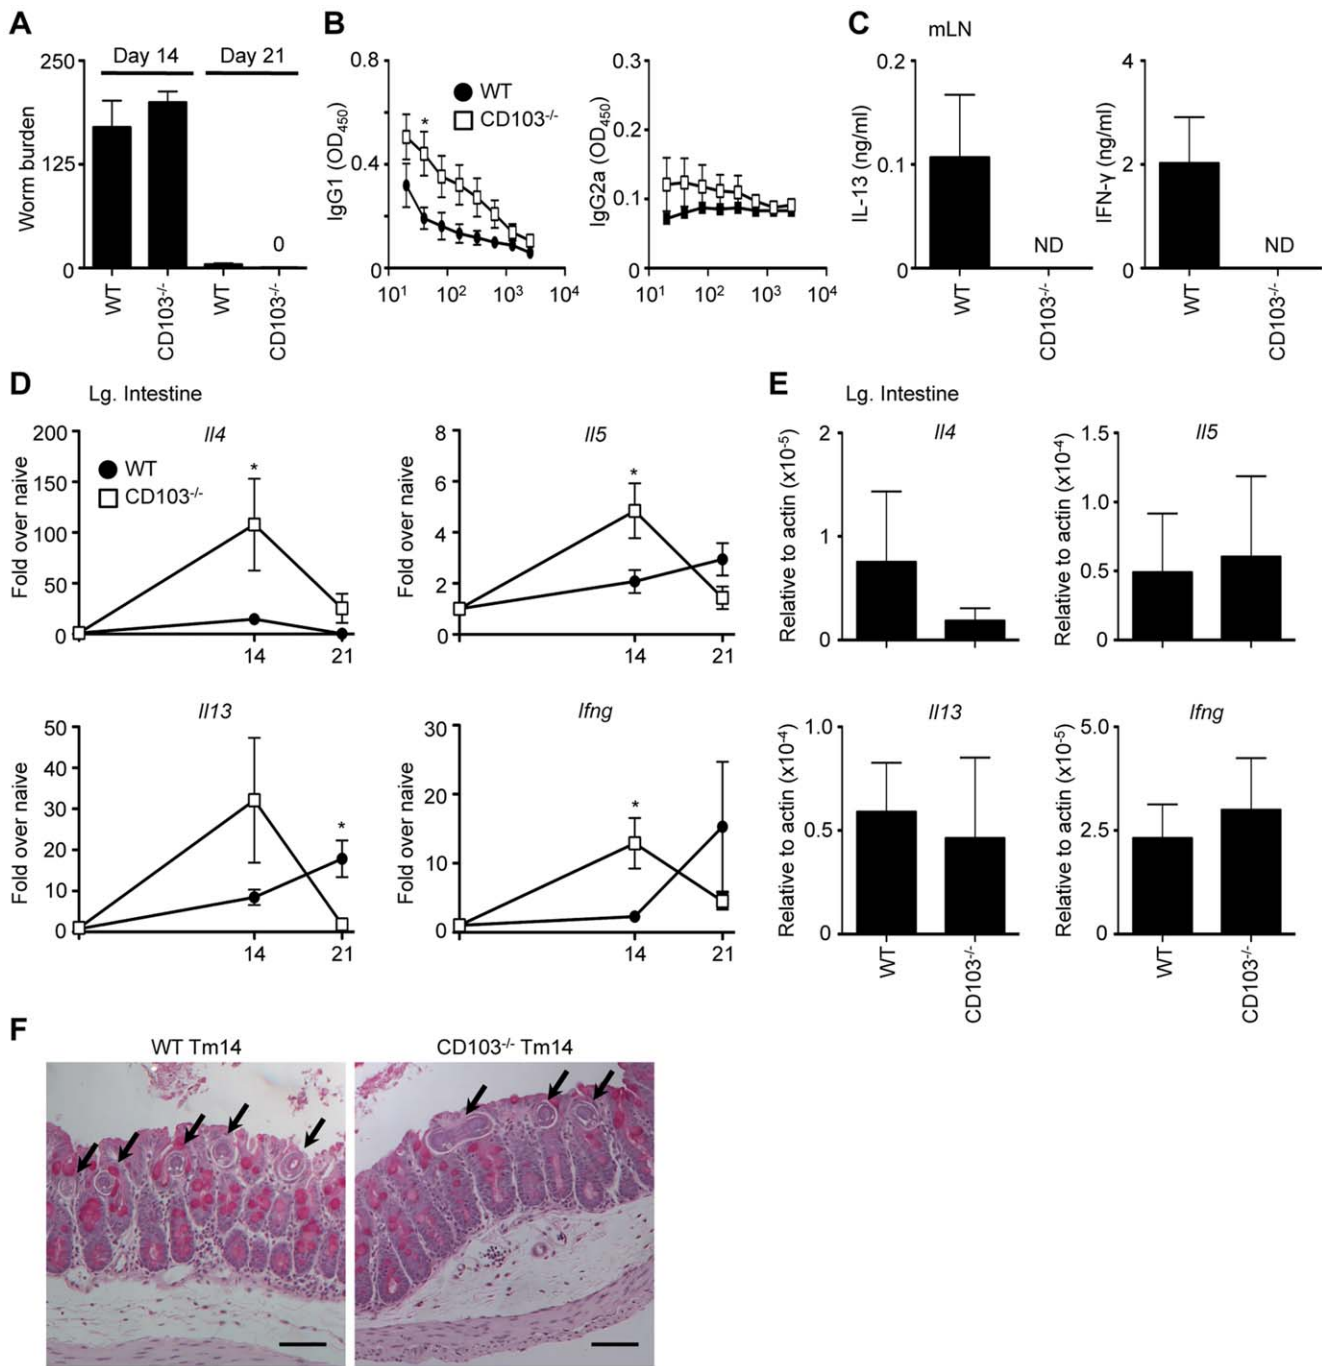 A
Day 14 Day 21
Worm burden
250
125
0
0
WT
CD103-/-
WT
CD103-/-
B
IgG1 (OD450)
0.8
0.4
0
WT
CD103-/-
*
10¹ 10² 10³ 10⁴
IgG2a (OD450)
0.3
0.2
0.1
0
10¹ 10² 10³ 10⁴
C
mLN
IL-13 (ng/ml)
0.2
0.1
0
ND
WT
CD103-/-
IFN-γ (ng/ml)
4
2
0
ND
WT
CD103-/-
D
Lg. Intestine
Il4
Fold over naive
200
150
100
50
0
WT
CD103-/-
*
14 21
Il5
Fold over naive
8
6
4
2
0
*
14 21
Il13
Fold over naive
50
40
30
20
10
0
*
14 21
Ifng
Fold over naive
30
20
10
0
*
14 21
E
Lg. Intestine
Il4
Relative to actin (x10-5)
2
1
0
Il5
Relative to actin (x10-4)
1.5
1.0
0.5
0
Il13
Relative to actin (x10-4)
1.0
0.5
0
WT
CD103-/-
Ifng
Relative to actin (x10-5)
5.0
2.5
0
WT
CD103-/-
F
WT Tm14
CD103-/- Tm14